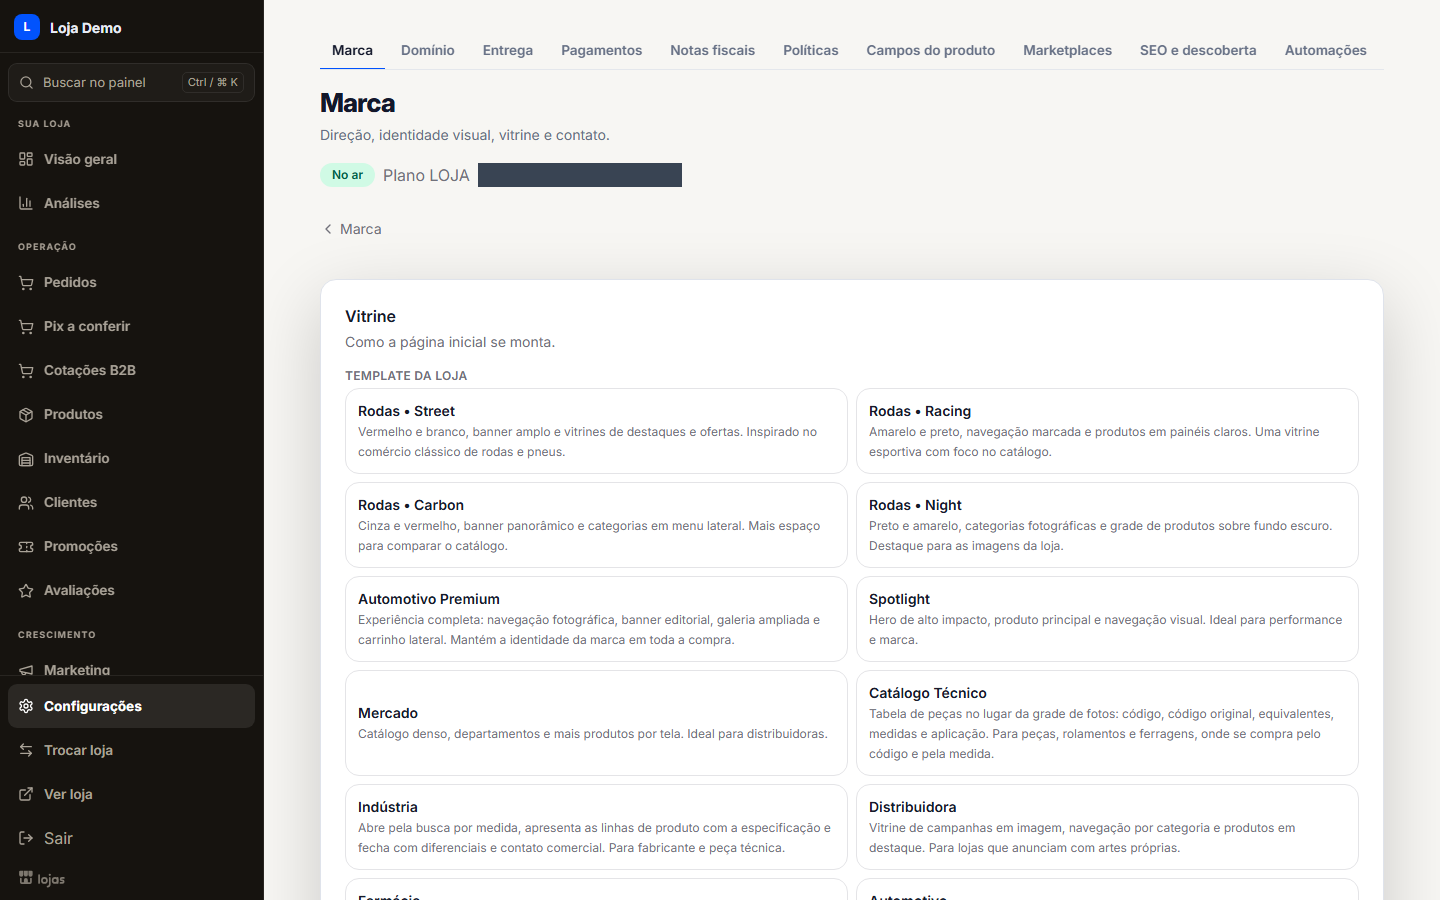 L Loja Demo
Buscar no painel Ctrl / ⌘ K
SUA LOJA
Visão geral
Análises
OPERAÇÃO
Pedidos
Pix a conferir
Cotações B2B
Produtos
Inventário
Clientes
Promoções
Avaliações
CRESCIMENTO
Marketing
Configurações
Trocar loja
Ver loja
Sair
lojas
Marca Domínio Entrega Pagamentos Notas fiscais Políticas Campos do produto Marketplaces SEO e descoberta Automações
Marca
Direção, identidade visual, vitrine e contato.
No ar Plano LOJA
Marca
Vitrine
Como a página inicial se monta.
TEMPLATE DA LOJA
Rodas • Street
Vermelho e branco, banner amplo e vitrines de destaques e ofertas. Inspirado no
comércio clássico de rodas e pneus.
Rodas • Racing
Amarelo e preto, navegação marcada e produtos em painéis claros. Uma vitrine
esportiva com foco no catálogo.
Rodas • Carbon
Cinza e vermelho, banner panorâmico e categorias em menu lateral. Mais espaço
para comparar o catálogo.
Rodas • Night
Preto e amarelo, categorias fotográficas e grade de produtos sobre fundo escuro.
Destaque para as imagens da loja.
Automotivo Premium
Experiência completa: navegação fotográfica, banner editorial, galeria ampliada e
carrinho lateral. Mantém a identidade da marca em toda a compra.
Spotlight
Hero de alto impacto, produto principal e navegação visual. Ideal para performance
e marca.
Mercado
Catálogo denso, departamentos e mais produtos por tela. Ideal para distribuidoras.
Catálogo Técnico
Tabela de peças no lugar da grade de fotos: código, código original, equivalentes,
medidas e aplicação. Para peças, rolamentos e ferragens, onde se compra pelo
código e pela medida.
Indústria
Abre pela busca por medida, apresenta as linhas de produto com a especificação e
fecha com diferenciais e contato comercial. Para fabricante e peça técnica.
Distribuidora
Vitrine de campanhas em imagem, navegação por categoria e produtos em
destaque. Para lojas que anunciam com artes próprias.
Farmácia
Automotivo